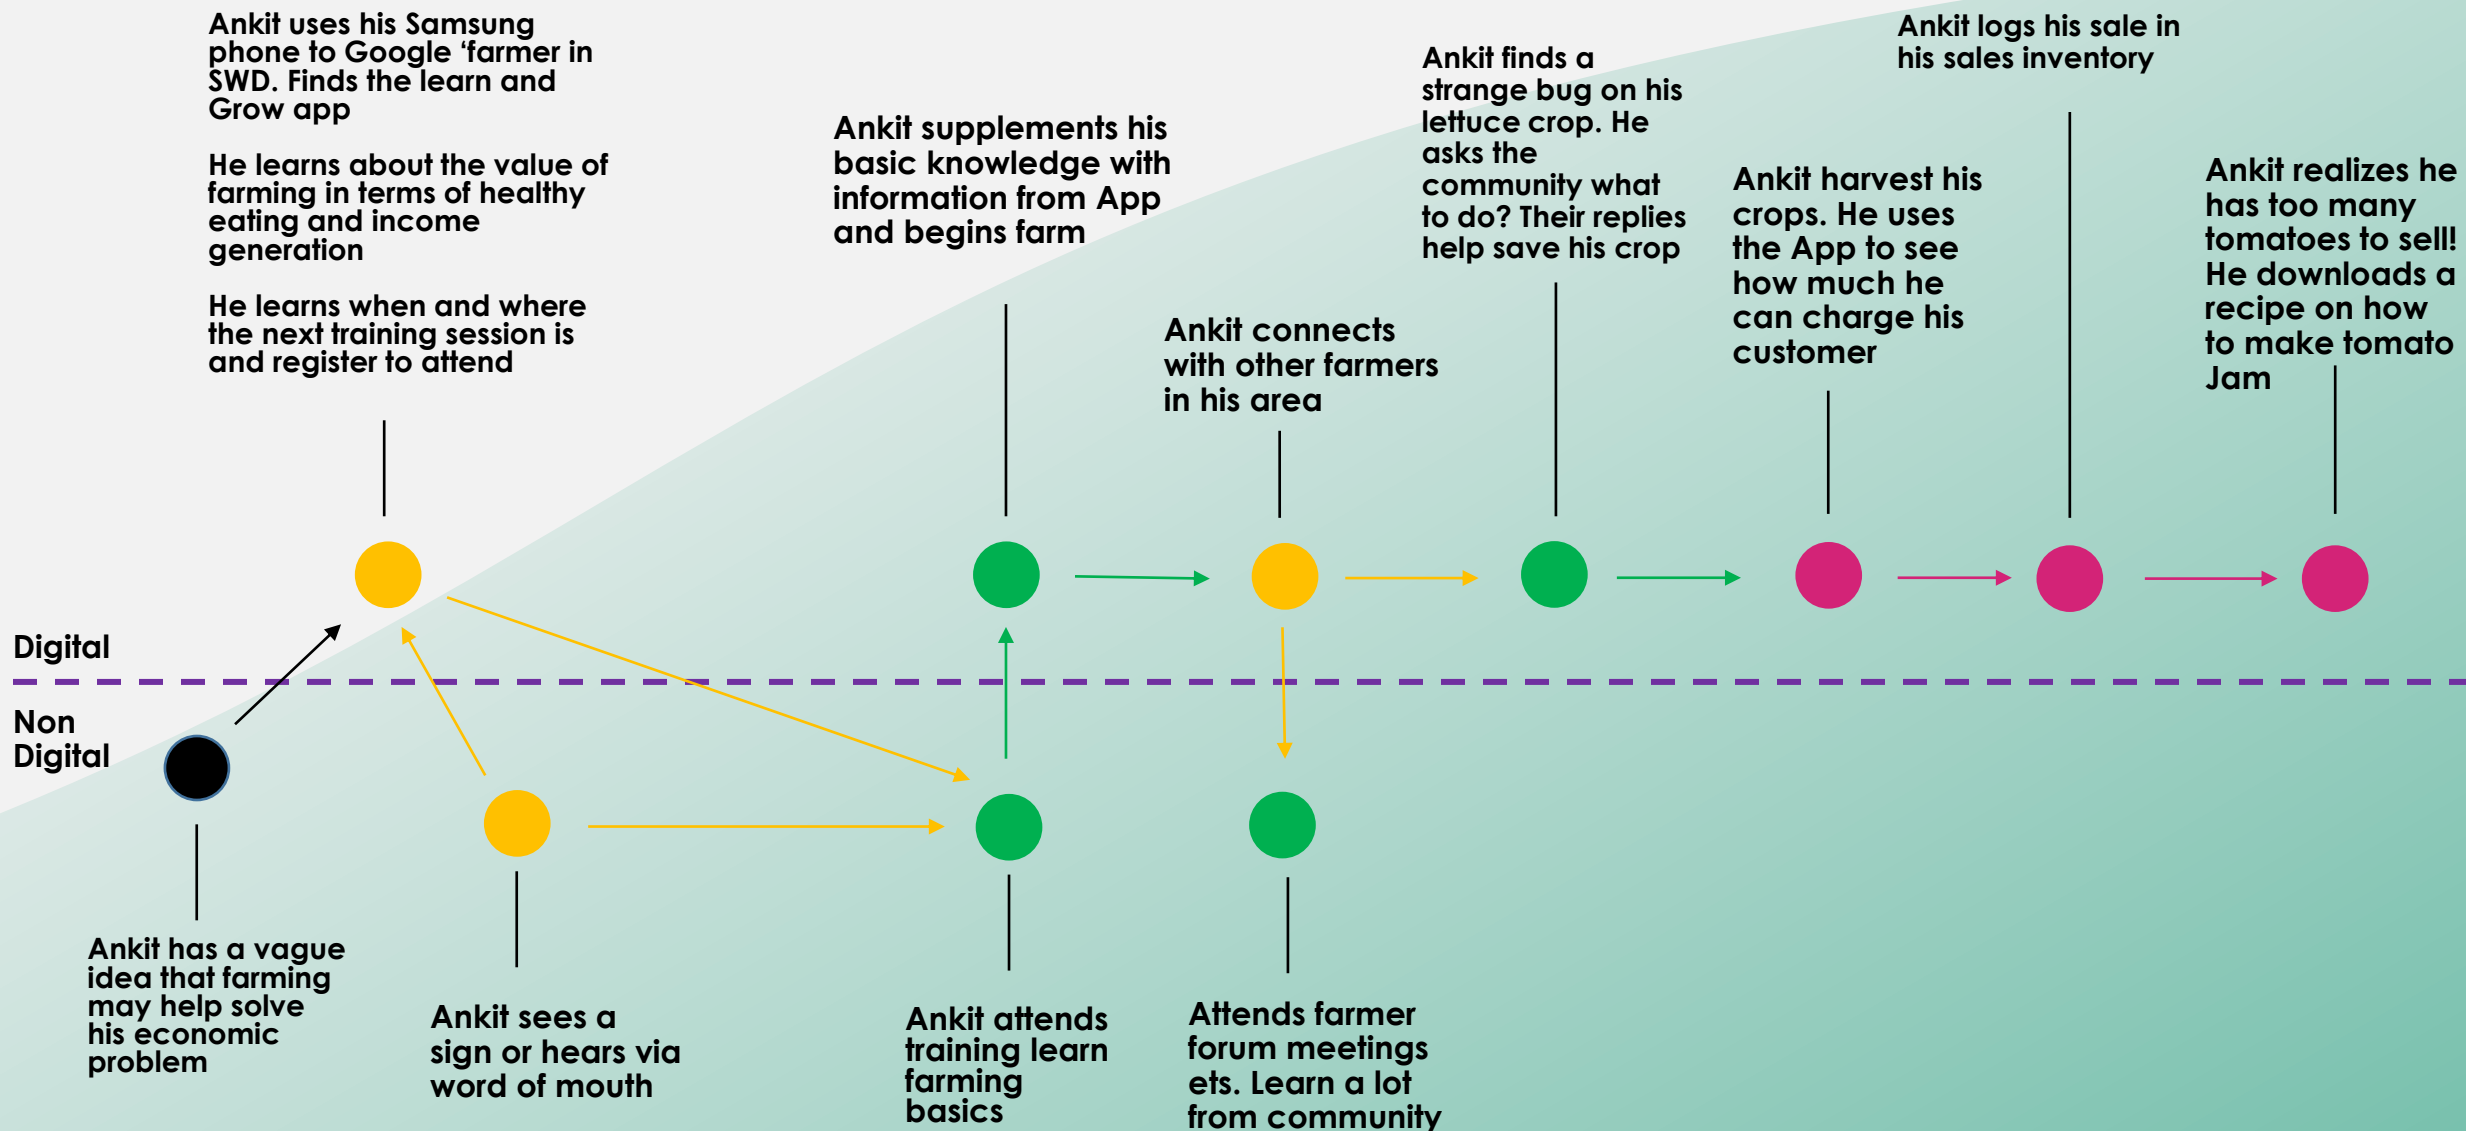 Ankit uses his Samsung
phone to Google ‘farmer in
SWD. Finds the learn and
Grow app
He learns about the value of
farming in terms of healthy
eating and income
generation
He learns when and where
the next training session is
and register to attend
Ankit supplements his
basic knowledge with
information from App
and begins farm
Ankit connects
with other farmers
in his area
Ankit finds a
strange bug on his
lettuce crop. He
asks the
community what
to do? Their replies
help save his crop
Ankit harvest his
crops. He uses
the App to see
how much he
can charge his
customer
Ankit logs his sale in
his sales inventory
Ankit realizes he
has too many
tomatoes to sell!
He downloads a
recipe on how
to make tomato
Jam
Digital
Non
Digital
Ankit has a vague
idea that farming
may help solve
his economic
problem
Ankit sees a
sign or hears via
word of mouth
Ankit attends
training learn
farming
basics
Attends farmer
forum meetings
ets. Learn a lot
from community